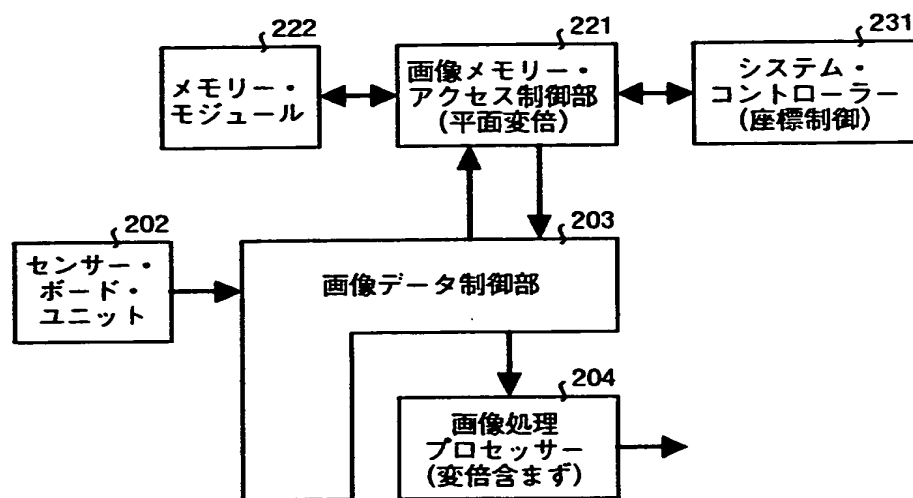 222
メモリー・
モジュール
221
画像メモリー・
アクセス制御部
(平面変倍)
231
システム・
コントローラー
(座標制御)
202
センサー・
ボード・
ユニット
203
画像データ制御部
204
画像処理
プロセッサー
(変倍含まず)